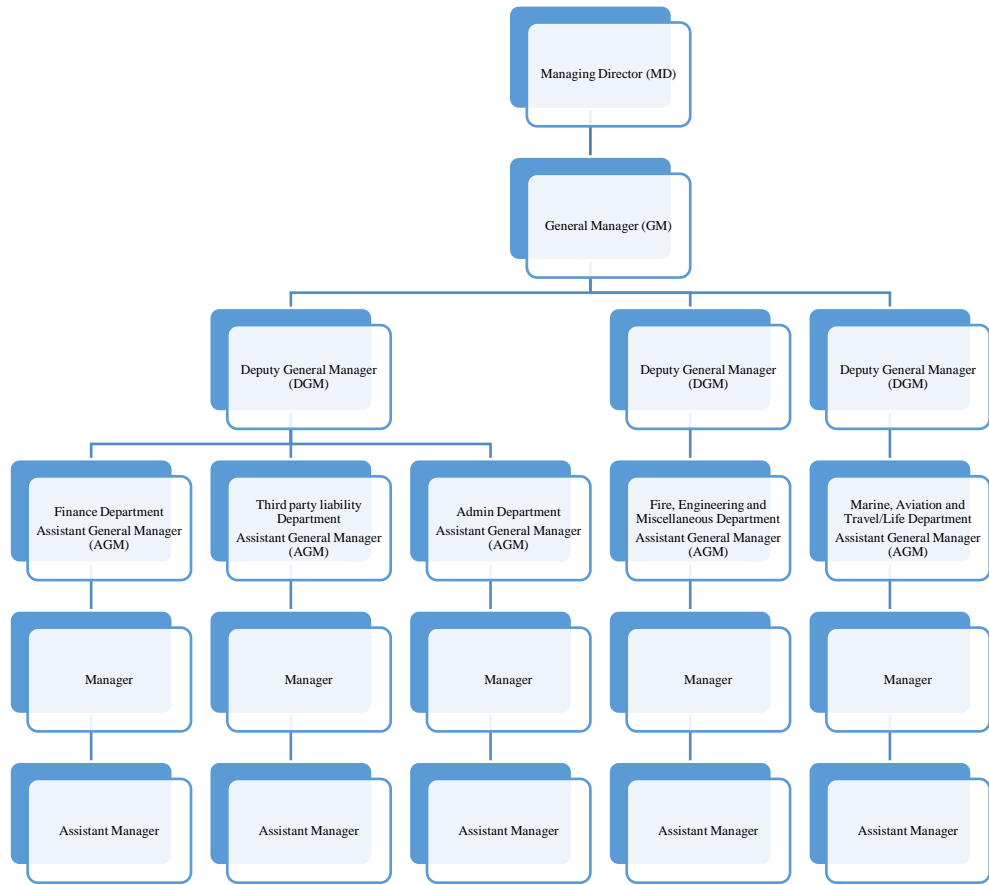 Managing Director (MD)
General Manager (GM)
Deputy General Manager
(DGM)
Deputy General Manager
(DGM)
Deputy General Manager
(DGM)
Finance Department
Assistant General Manager
(AGM)
Third party liability
Department
Assistant General Manager
(AGM)
Admin Department
Assistant General Manager
(AGM)
Fire, Engineering and
Miscellaneous Department
Assistant General Manager
(AGM)
Marine, Aviation and
Travel/Life Department
Assistant General Manager
(AGM)
Manager
Manager
Manager
Manager
Manager
Assistant Manager
Assistant Manager
Assistant Manager
Assistant Manager
Assistant Manager